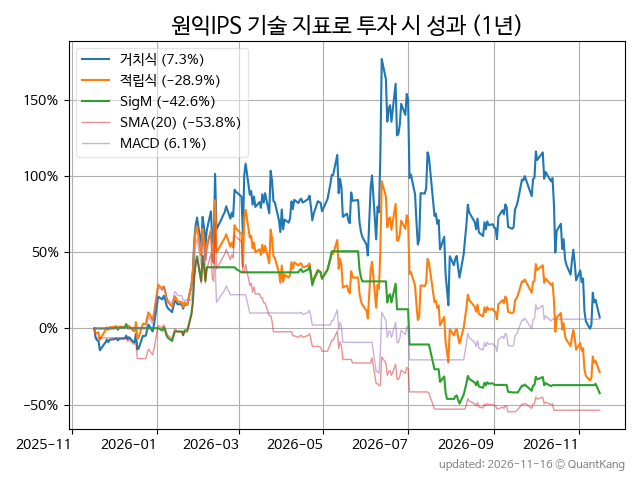 원익IPS 기술 지표로 투자 시 성과 (1년)
거치식 (7.3%)
적립식 (−28.9%)
SigM (−42.6%)
SMA(20) (−53.8%)
MACD (6.1%)
150%
100%
50%
0%
−50%
2025-11 2026-01 2026-03 2026-05 2026-07 2026-09 2026-11
updated: 2026-11-16 © QuantKang